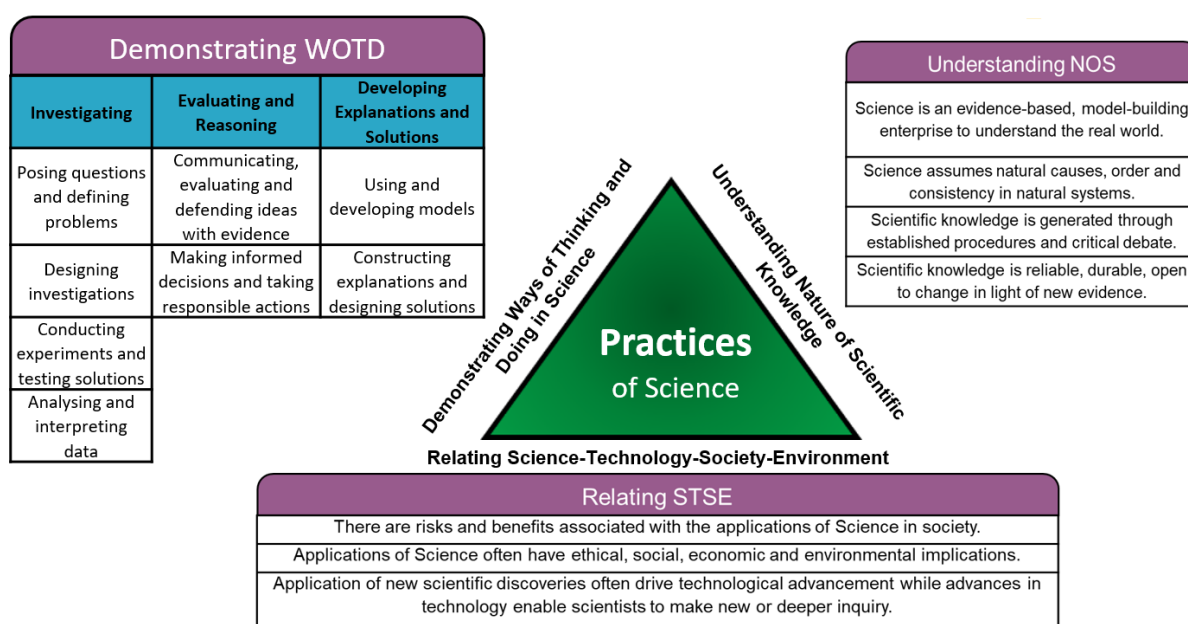 Demonstrating WOTD
Investigating
Evaluating and
Reasoning
Developing
Explanations and
Solutions
Posing questions
and defining
problems
Communicating,
evaluating and
defending ideas
with evidence
Using and
developing models
Designing
investigations
Making informed
decisions and taking
responsible actions
Constructing
explanations and
designing solutions
Conducting
experiments and
testing solutions
Analysing and
interpreting
data
Understanding NOS
Science is an evidence-based, model-building
enterprise to understand the real world.
Science assumes natural causes, order and
consistency in natural systems.
Scientific knowledge is generated through
established procedures and critical debate.
Scientific knowledge is reliable, durable, open
to change in light of new evidence.
Demonstrating Ways of Thinking and
Doing in Science
Understanding Nature of Scientific
Knowledge
Practices
of Science
Relating Science-Technology-Society-Environment
Relating STSE
There are risks and benefits associated with the applications of Science in society.
Applications of Science often have ethical, social, economic and environmental implications.
Application of new scientific discoveries often drive technological advancement while advances in
technology enable scientists to make new or deeper inquiry.